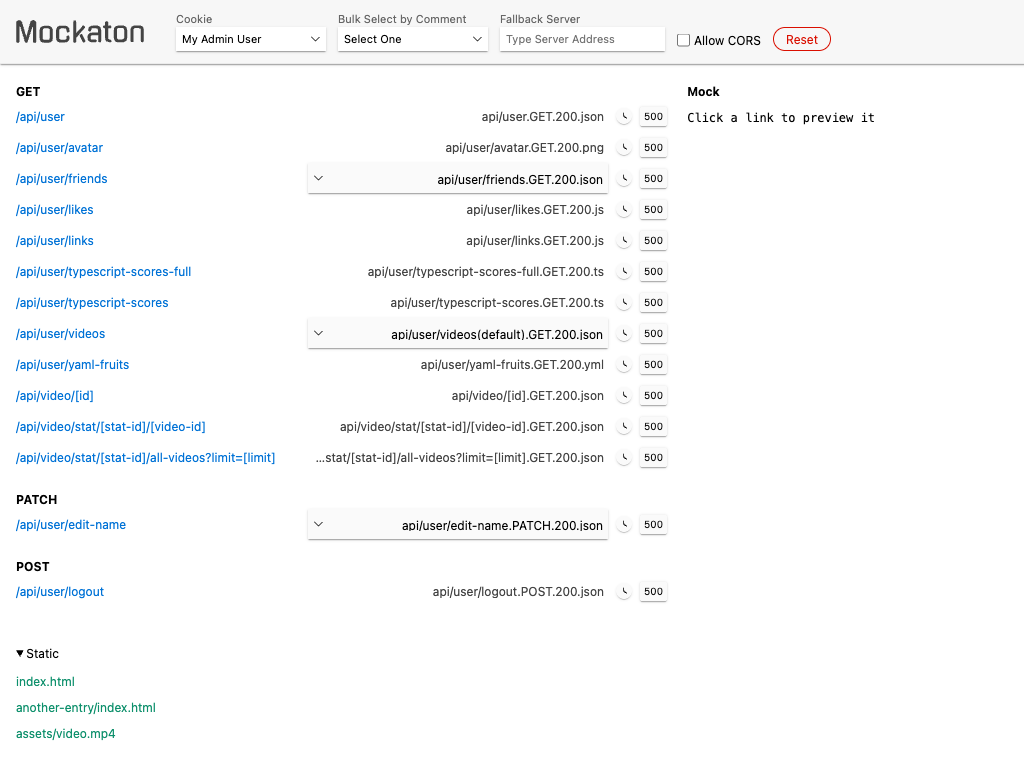 Mockaton
Cookie
My Admin User
Bulk Select by Comment
Select One
Fallback Server
Type Server Address
Allow CORS
Reset
GET
/api/user api/user.GET.200.json 500
/api/user/avatar api/user/avatar.GET.200.png 500
/api/user/friends api/user/friends.GET.200.json 500
/api/user/likes api/user/likes.GET.200.js 500
/api/user/links api/user/links.GET.200.js 500
/api/user/typescript-scores-full api/user/typescript-scores-full.GET.200.ts 500
/api/user/typescript-scores api/user/typescript-scores.GET.200.ts 500
/api/user/videos api/user/videos(default).GET.200.json 500
/api/user/yaml-fruits api/user/yaml-fruits.GET.200.yml 500
/api/video/[id] api/video/[id].GET.200.json 500
/api/video/stat/[stat-id]/[video-id] api/video/stat/[stat-id]/[video-id].GET.200.json 500
/api/video/stat/[stat-id]/all-videos?limit=[limit] …stat/[stat-id]/all-videos?limit=[limit].GET.200.json 500
PATCH
/api/user/edit-name api/user/edit-name.PATCH.200.json 500
POST
/api/user/logout api/user/logout.POST.200.json 500
Static
index.html
another-entry/index.html
assets/video.mp4
Mock
Click a link to preview it